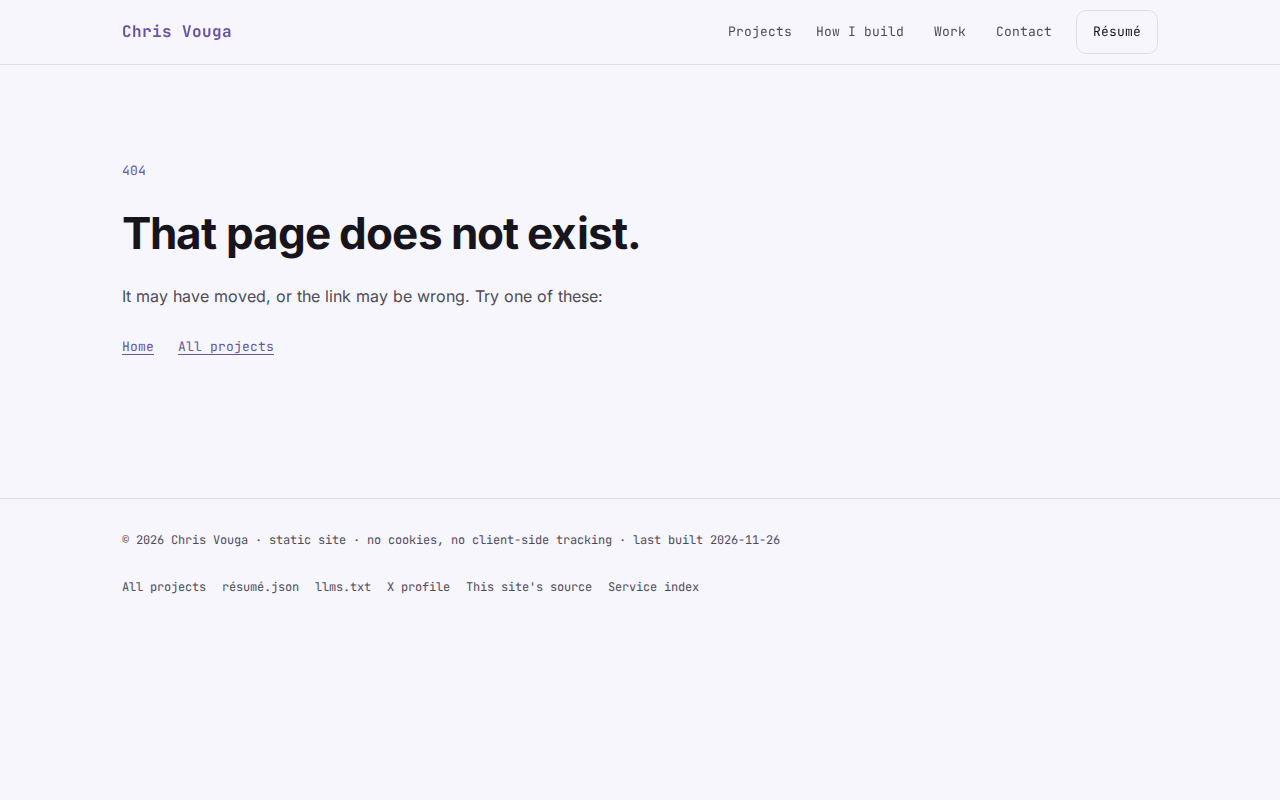 Chris Vouga
Projects How I build Work Contact Résumé
404
That page does not exist.
It may have moved, or the link may be wrong. Try one of these:
Home All projects
© 2026 Chris Vouga · static site · no cookies, no client-side tracking · last built 2026-11-26
All projects résumé.json llms.txt X profile This site's source Service index